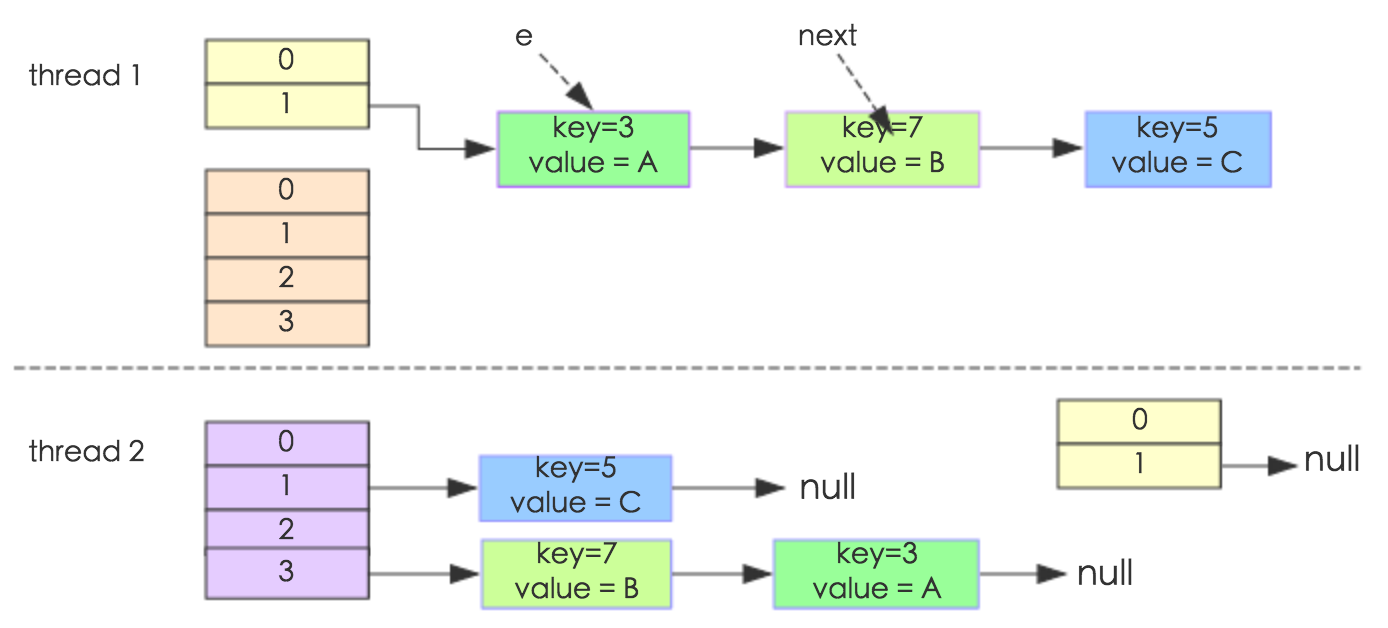 e
next
thread 1
0
1
key=3
value = A
key=7
value = B
key=5
value = C
0
1
2
3
thread 2
0
1
2
3
key=5
value = C
null
key=7
value = B
key=3
value = A
null
0
1
null